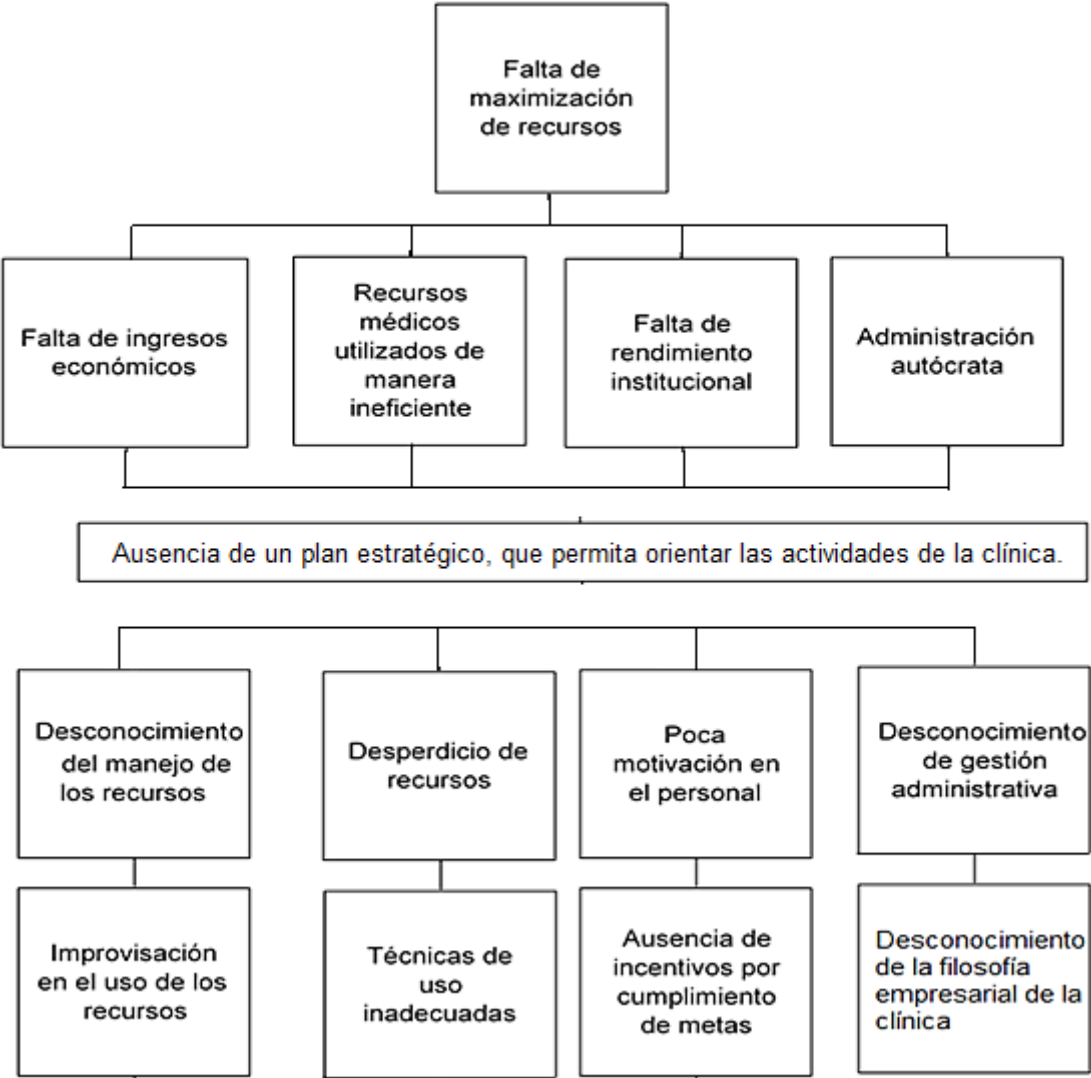 Falta de
maximización
de recursos
Falta de ingresos
económicos
Recursos
médicos
utilizados de
manera
ineficiente
Falta de
rendimiento
institucional
Administración
autócrata
Ausencia de un plan estratégico, que permita orientar las actividades de la clínica.
Desconocimiento
del manejo de
los recursos
Desperdicio de
recursos
Poca
motivación en
el personal
Desconocimiento
de gestión
administrativa
Improvisación
en el uso de los
recursos
Técnicas de
uso
inadecuadas
Ausencia de
incentivos por
cumplimiento
de metas
Desconocimiento
de la filosofía
empresarial de la
clínica